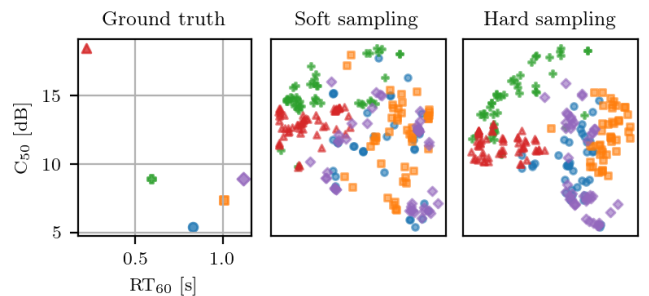 Ground truth
Soft sampling
Hard sampling
C₅₀ [dB]
15
10
5
0.5
1.0
RT₆₀ [s]